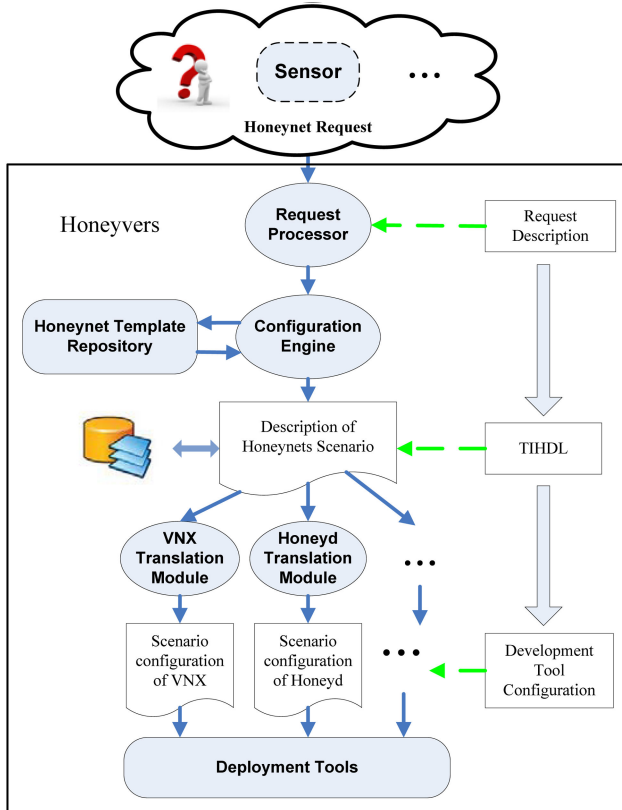 Sensor
...
Honeynet Request
Honeyvers
Request
Processor
Request
Description
Honeynet Template
Repository
Configuration
Engine
Description of
Honeynets Scenario
TIHDL
VNX
Translation
Module
Honeyd
Translation
Module
...
Scenario
configuration
of VNX
Scenario
configuration
of Honeyd
...
Development
Tool
Configuration
Deployment Tools